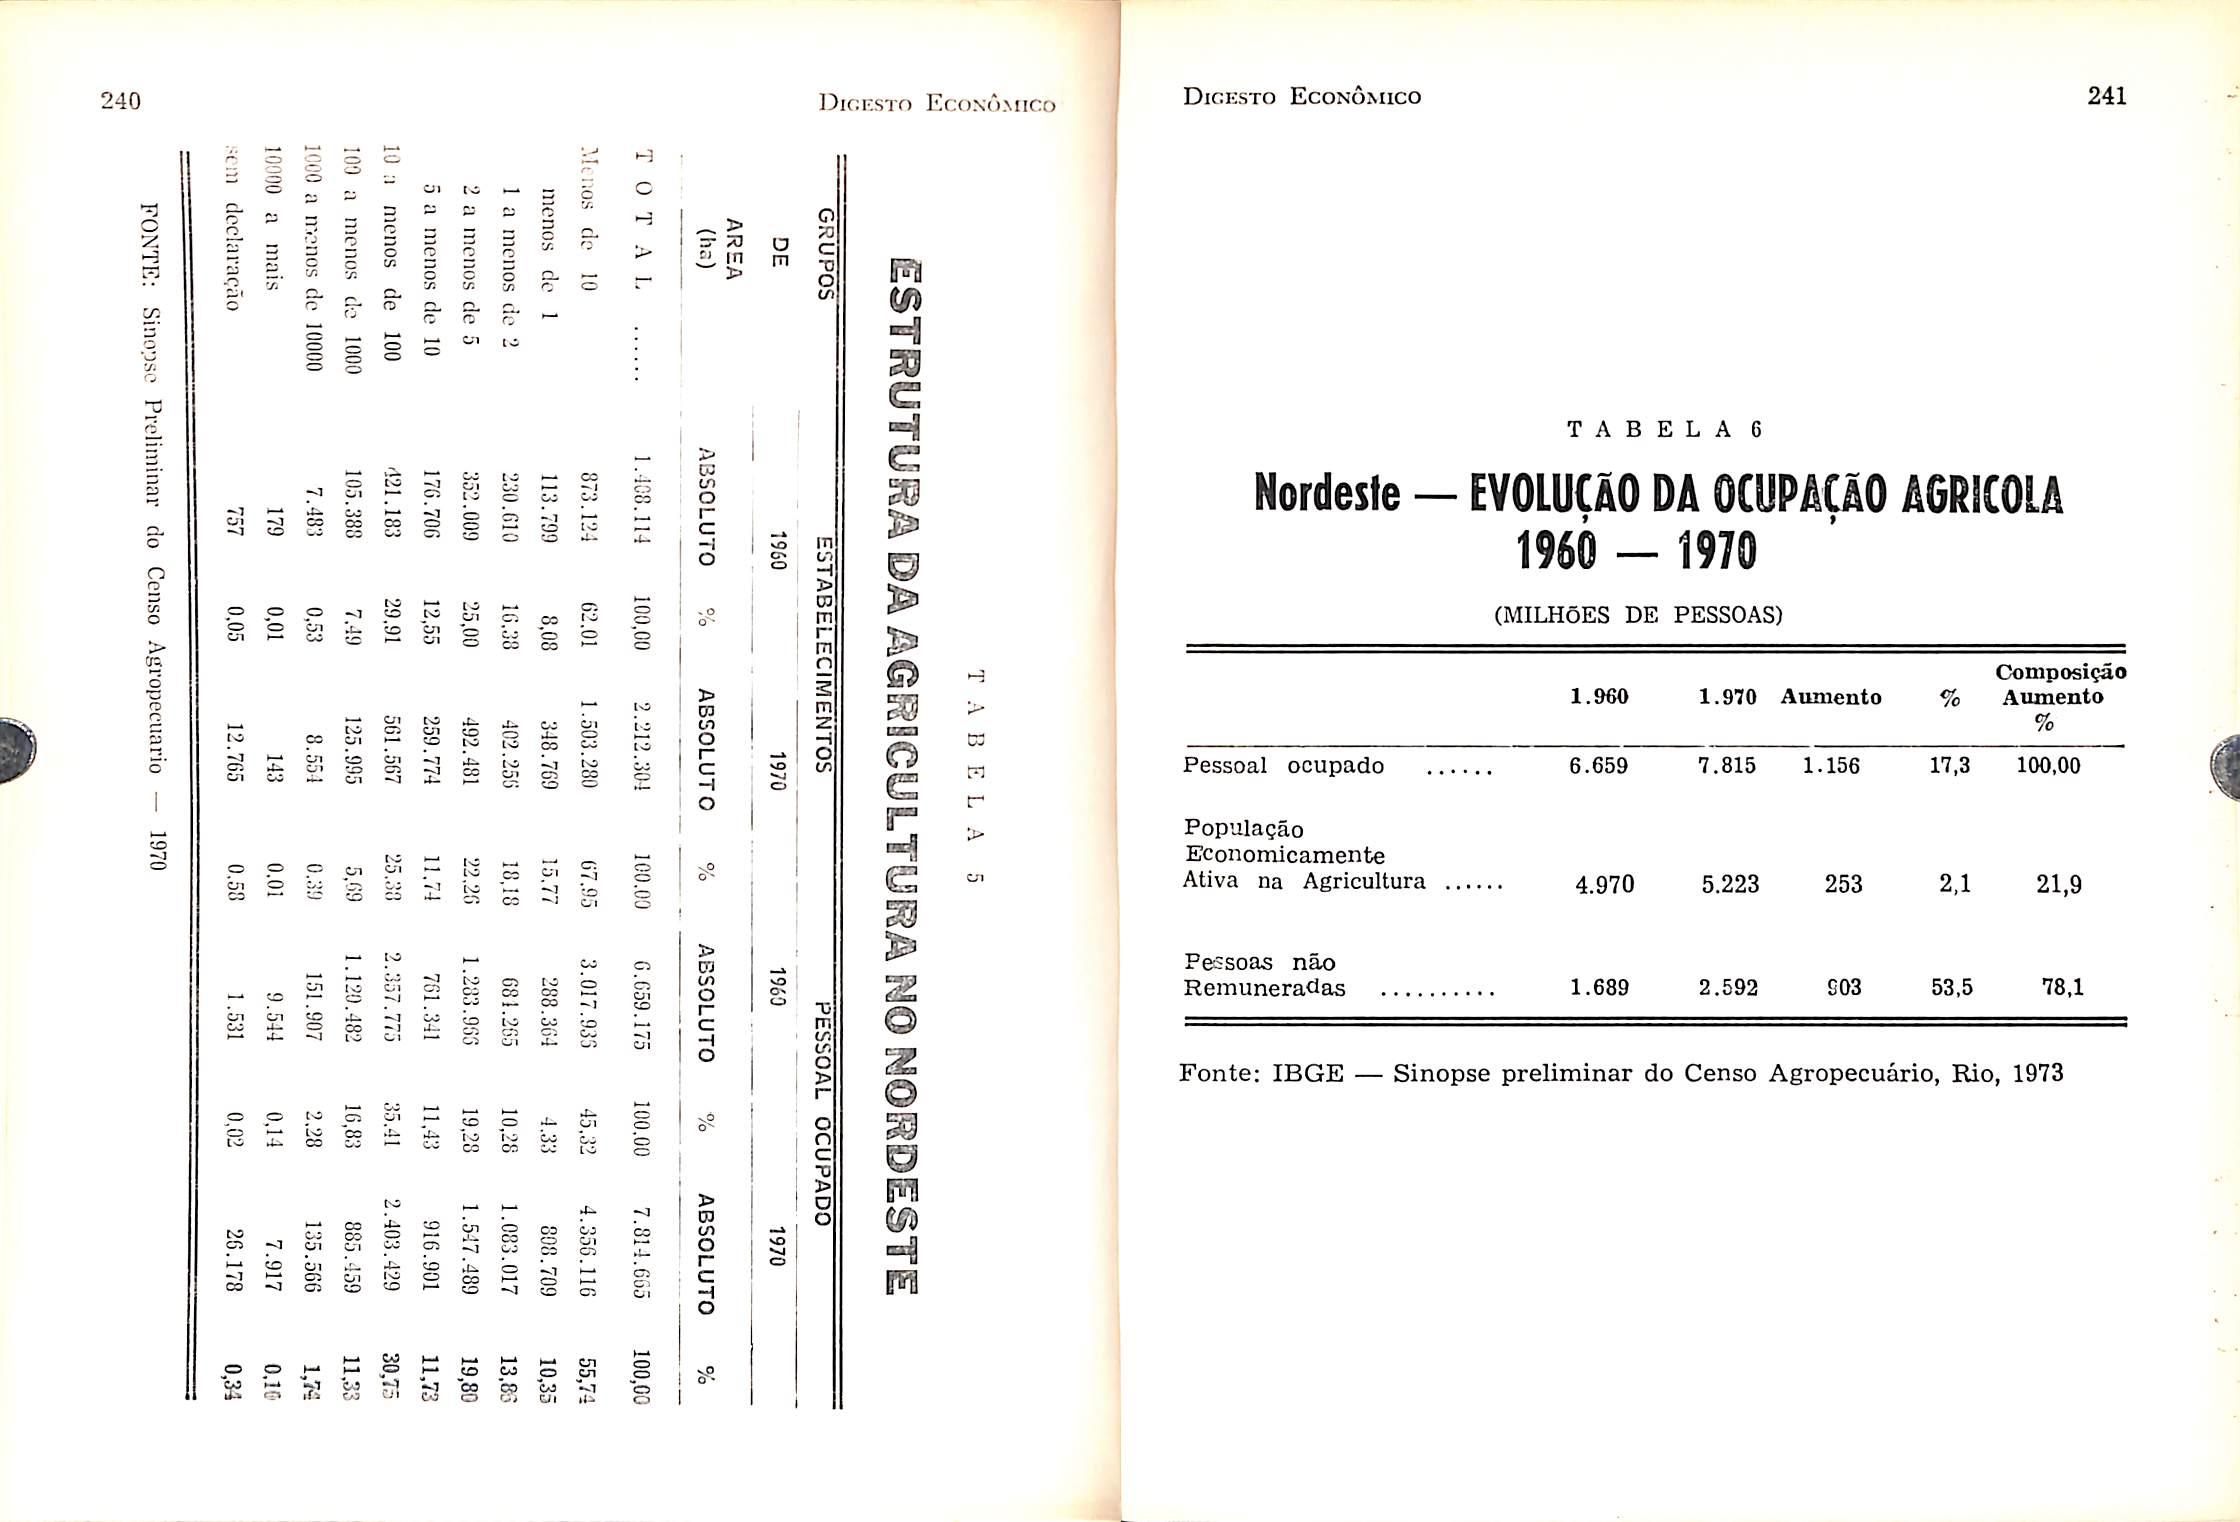 240 DIGESTO ECONÔMICO
T A B E L A 5
ESTRUTURA DA AGRICULTURA NO NORDESTE
GRUPOS ESTABELECIMENTOS PESSOAL OCUPADO
DE 1960 1970 1960 1970
AREA
(ha) ABSOLUTO % ABSOLUTO % ABSOLUTO % ABSOLUTO %
T O T A L ...... 1.408.114 100,00 2.212.304 100.00 6.659.175 100,00 7.814.665 100,00
Menos de 10 873.124 62.01 1.503.280 67.95 3.017.936 45.32 4.356.116 55,74
menos de 1 113.799 8,08 348.769 15.77 288.364 4.33 808.709 10,35
1 a menos de 2 230.610 16.38 402.256 18,18 681.265 10,28 1.083.017 13,86
2 a menos de 5 352.009 25,00 492.481 22.26 1.283.966 19,28 1.547.489 19,80
5 a menos de 10 176.706 12,55 259.774 11.74 761.341 11,43 916.901 11,73
10 a menos de 100 421.183 29.91 561.567 25.38 2.357.775 35.41 2.403.429 30,75
100 a menos de 1000 105.388 7.49 125.995 5,69 1.120.482 16,83 885.459 11,33
1000 a menos de 10000 7.483 0,53 8.554 0.39 151.907 2.28 135.566 1,74
10000 a mais 179 0,01 143 0.01 9.544 0,14 7.917 0,10
sem declaração 757 0,05 12.765 0.58 1.531 0,02 26.178 0,34
FONTE: Sinopse Preliminar do Censo Agropecuario — 1970
DIGESTO ECONÔMICO 241
T A B E L A 6
Nordeste — EVOLUÇÃO DA OCUPAÇÃO AGRICOLA
1960 — 1970
(MILHÕES DE PESSOAS)
Composição
1.960 1.970 Aumento % Aumento
%
Pessoal ocupado ...... 6.659 7.815 1.156 17,3 100,00
População
Economicamente
Ativa na Agricultura ...... 4.970 5.223 253 2,1 21,9
Pessoas não
Remuneradas .......... 1.689 2.592 903 53,5 78,1
Fonte: IBGE — Sinopse preliminar do Censo Agropecuário, Rio, 1973